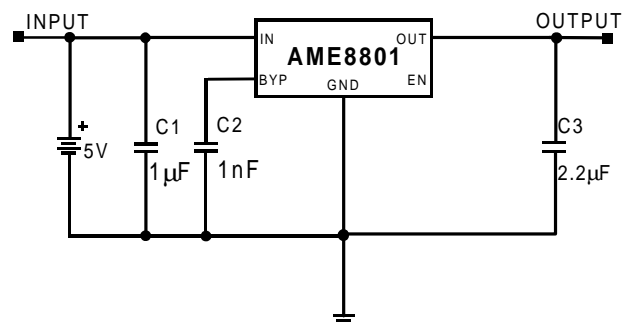 INPUT
OUTPUT
IN
OUT
AME8801
BYP
EN
GND
+
5V
C1
1μF
C2
1nF
C3
2.2μF